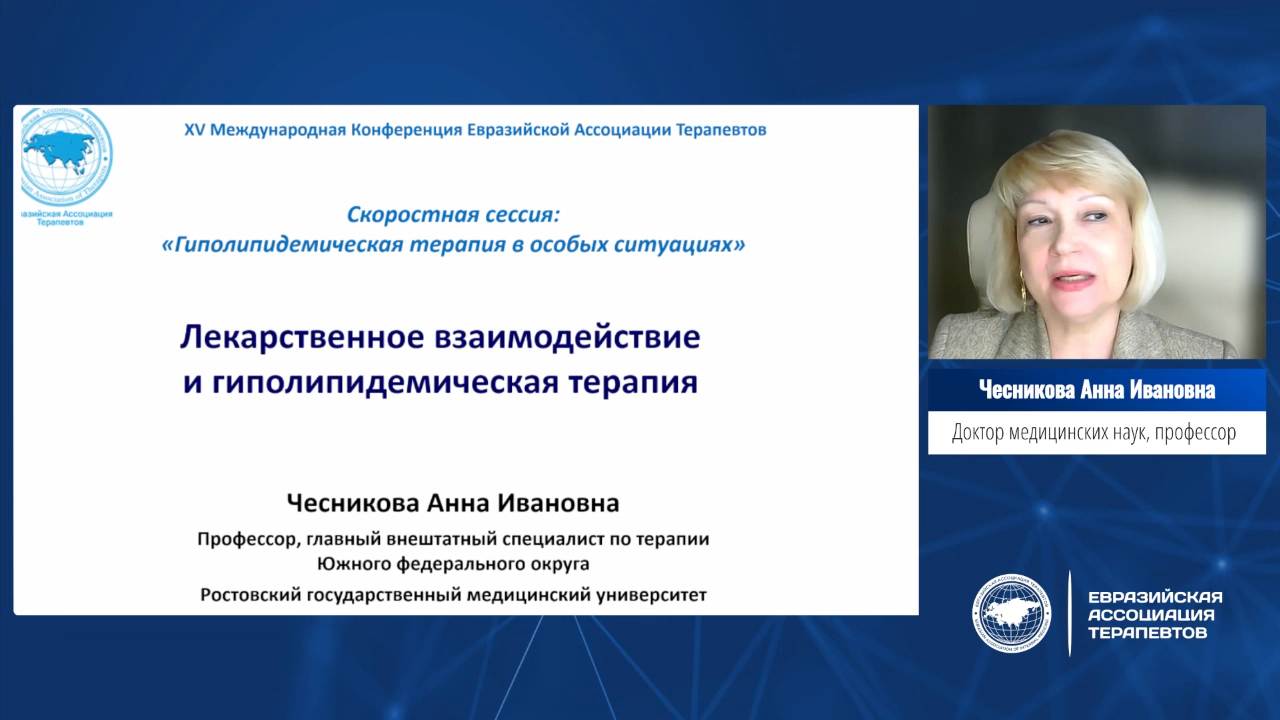 XV Международная Конференция Евразийской Ассоциации Терапевтов
Ассоциация
Терапевтов
Скоростная сессия:
«Гиполипидемическая терапия в особых ситуациях»
Лекарственное взаимодействие
и гиполипидемическая терапия
Чесникова Анна Ивановна
Профессор, главный внештатный специалист по терапии
Южного федерального округа
Ростовский государственный медицинский университет
Чесникова Анна Ивановна
Доктор медицинских наук, профессор
ЕВРАЗИЙСКАЯ
АССОЦИАЦИЯ
ТЕРАПЕВТОВ